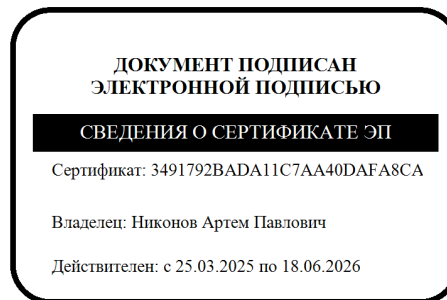 ДОКУМЕНТ ПОДПИСАН
ЭЛЕКТРОННОЙ ПОДПИСЬЮ
СВЕДЕНИЯ О СЕРТИФИКАТЕ ЭП
Сертификат: 3491792BADA11C7AA40DAFA8CA
Владелец: Никонов Артем Павлович
Действителен: с 25.03.2025 по 18.06.2026